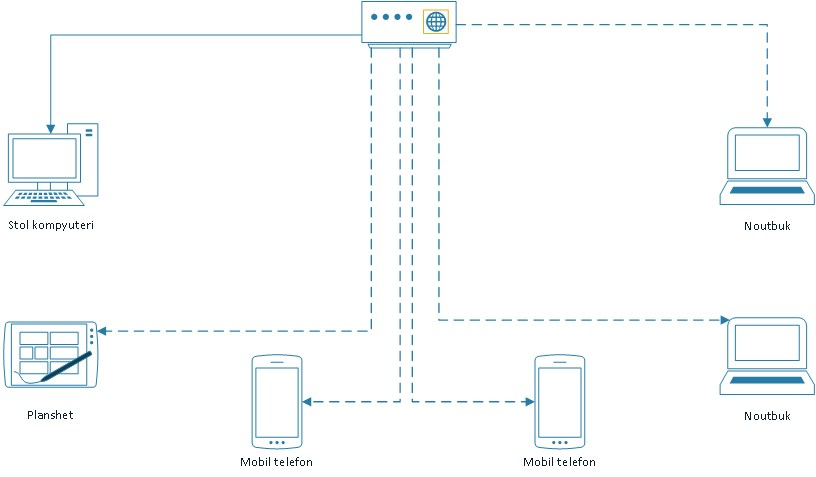 Stol kompyuteri
Noutbuk
Planshet
Noutbuk
Mobil telefon
Mobil telefon